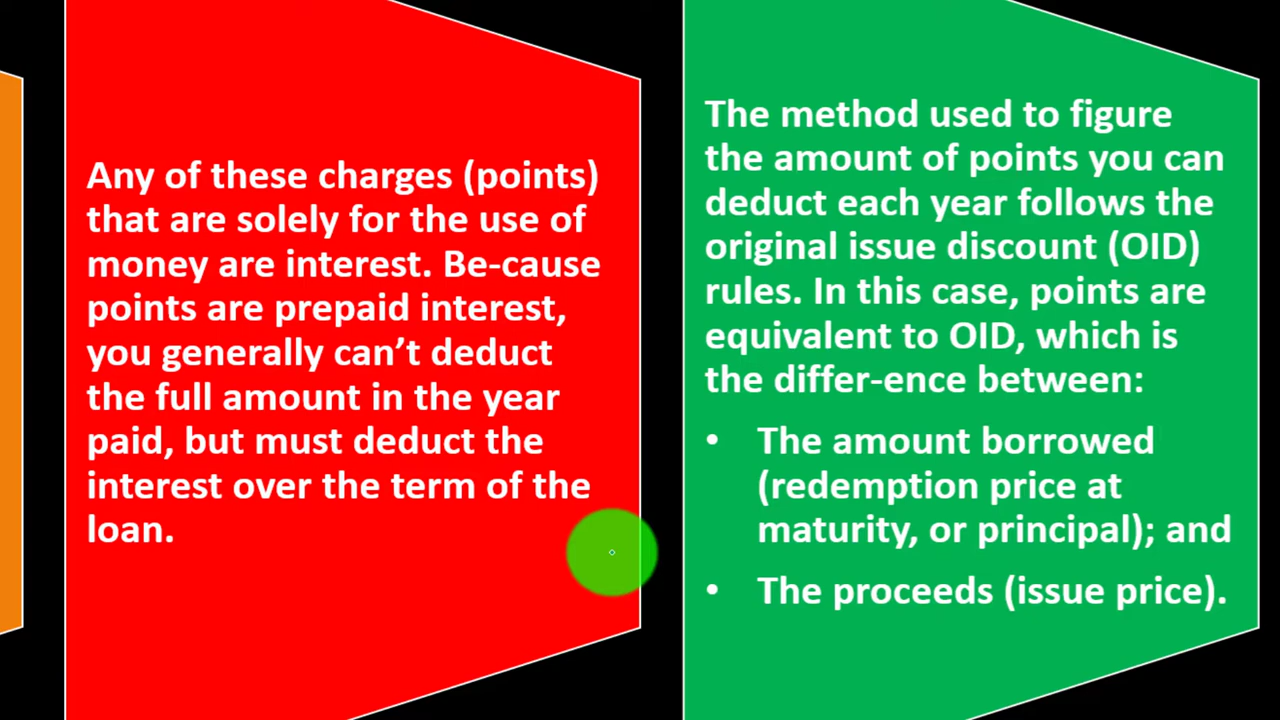 Any of these charges (points)
that are solely for the use of
money are interest. Be-cause
points are prepaid interest,
you generally can’t deduct
the full amount in the year
paid, but must deduct the
interest over the term of the
loan.
The method used to figure
the amount of points you can
deduct each year follows the
original issue discount (OID)
rules. In this case, points are
equivalent to OID, which is
the differ-ence between:
• The amount borrowed
(redemption price at
maturity, or principal); and
• The proceeds (issue price).